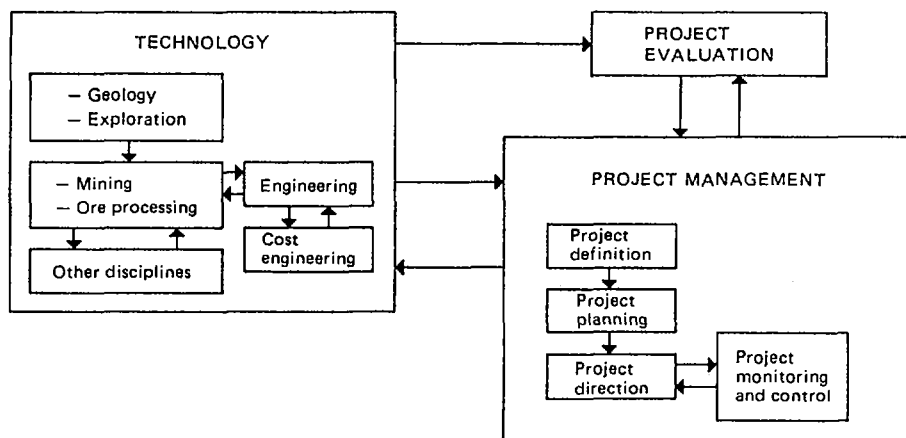 TECHNOLOGY
— Geology
— Exploration
— Mining
— Ore processing
Other disciplines
Engineering
Cost
engineering
PROJECT
EVALUATION
PROJECT MANAGEMENT
Project
definition
Project
planning
Project
direction
Project
monitoring
and control